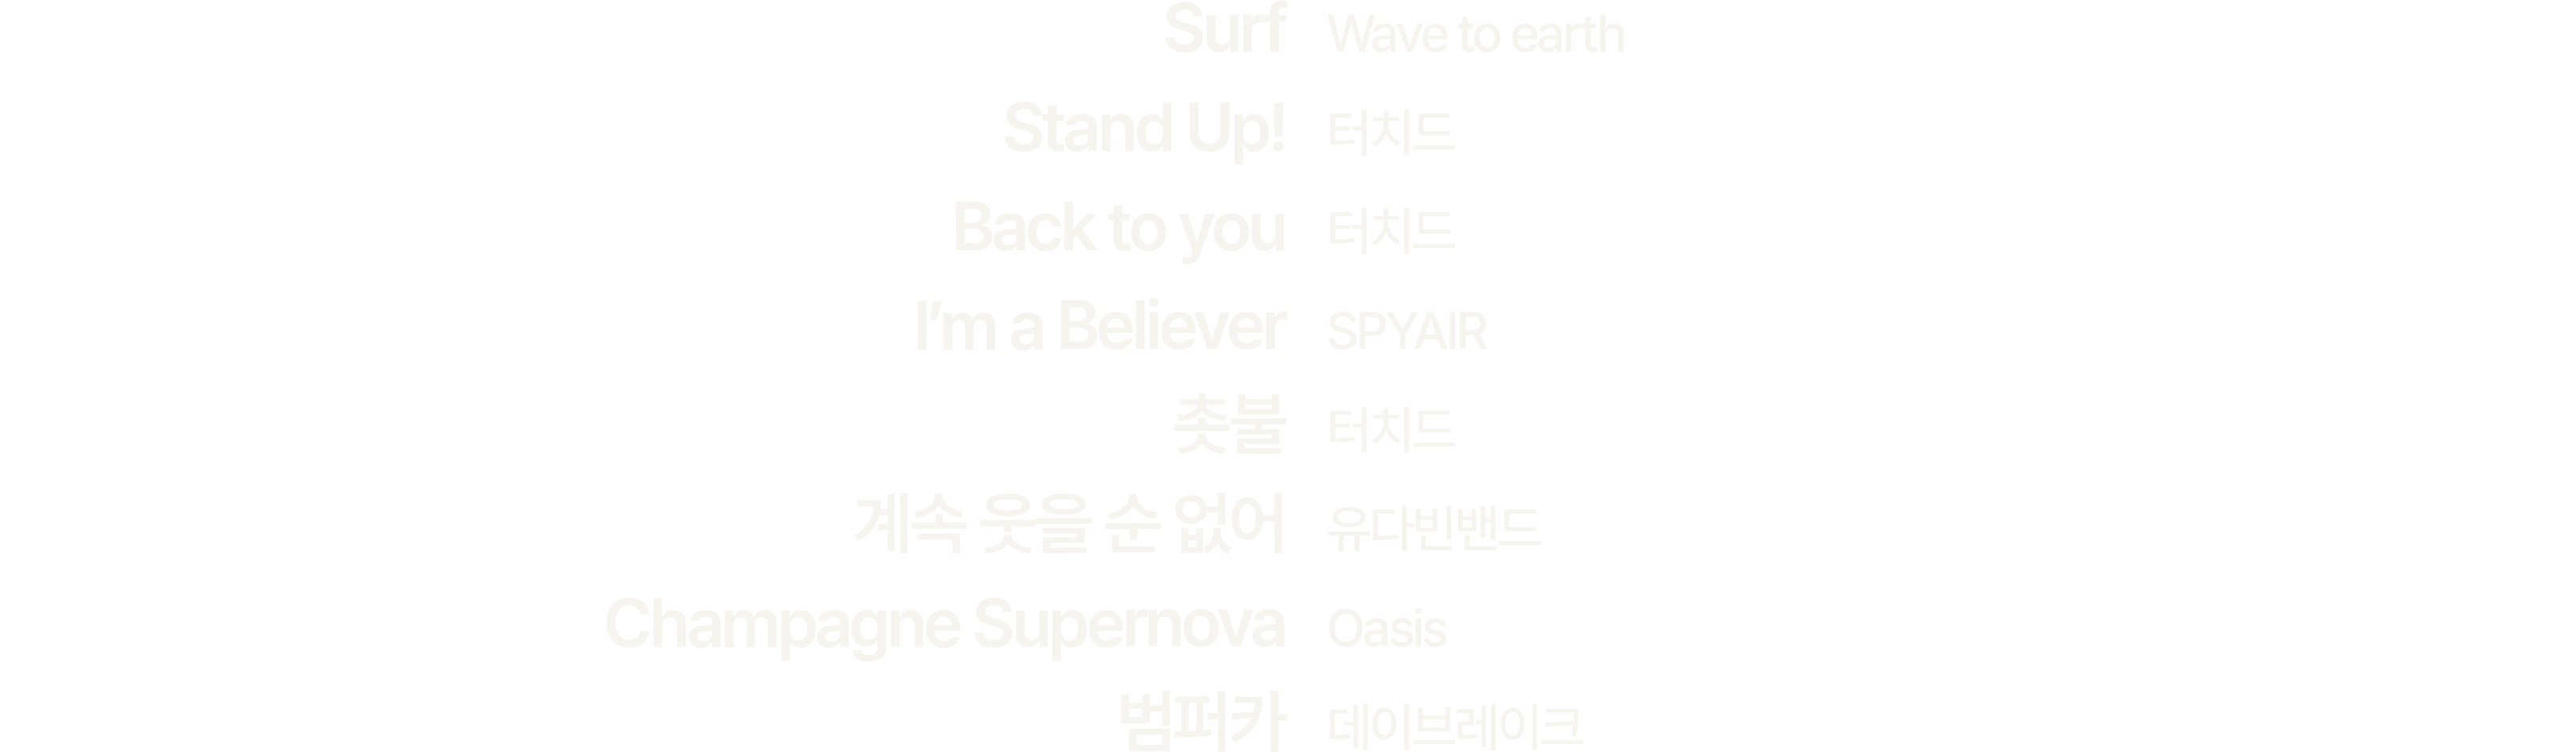 Surf Wave to earth
Stand Up! 터치드
Back to you 터치드
I’m a Believer SPYAIR
촛불 터치드
계속 웃을 순 없어 유다빈밴드
Champagne Supernova Oasis
범퍼카 데이브레이크